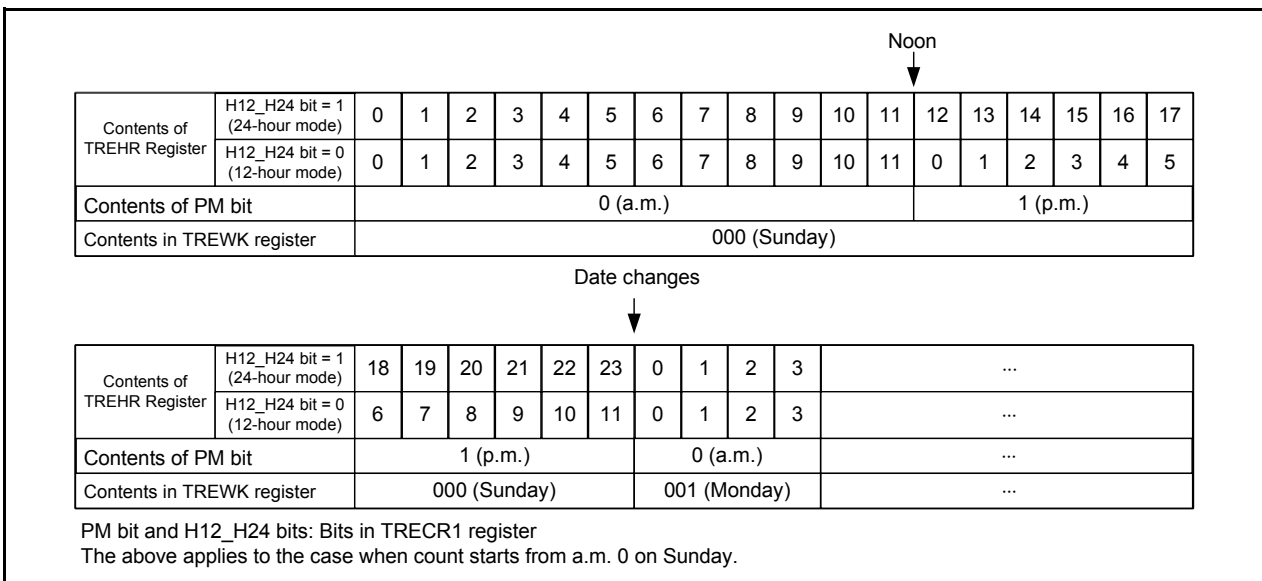 Noon
Contents of TREHR Register
H12_H24 bit = 1 (24-hour mode) 0 1 2 3 4 5 6 7 8 9 10 11 12 13 14 15 16 17
H12_H24 bit = 0 (12-hour mode) 0 1 2 3 4 5 6 7 8 9 10 11 0 1 2 3 4 5
Contents of PM bit 0 (a.m.) 1 (p.m.)
Contents in TREWK register 000 (Sunday)
Date changes
Contents of TREHR Register
H12_H24 bit = 1 (24-hour mode) 18 19 20 21 22 23 0 1 2 3 ...
H12_H24 bit = 0 (12-hour mode) 6 7 8 9 10 11 0 1 2 3 ...
Contents of PM bit 1 (p.m.) 0 (a.m.) ...
Contents in TREWK register 000 (Sunday) 001 (Monday) ...
PM bit and H12_H24 bits: Bits in TRECR1 register
The above applies to the case when count starts from a.m. 0 on Sunday.